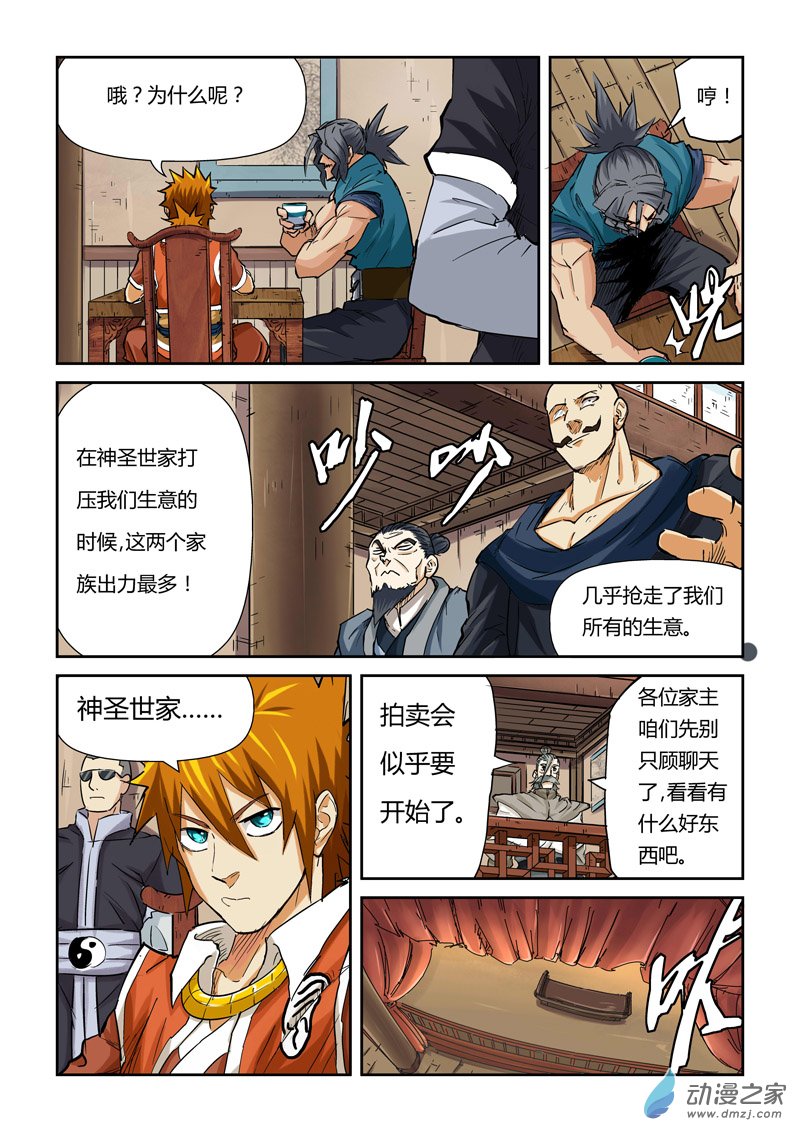 哦？为什么呢？
哼！
咣
在神圣世家打
压我们生意的
时候，这两个家
族出力最多！
吵吵
几乎抢走了我们
所有的生意。
神圣世家……
拍卖会
似乎要
开始了。
各位家主
咱们先别
只顾聊天
了，看看有
什么好东
西吧。
动漫之家
www.dmzj.com